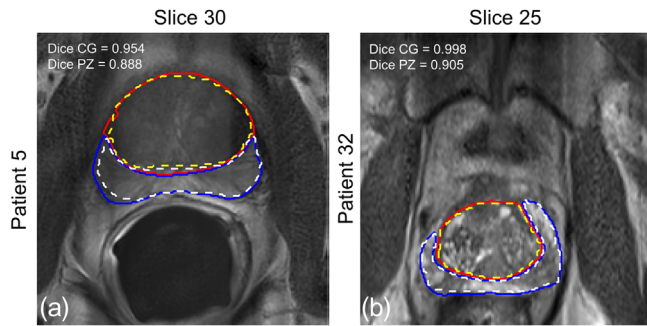 Slice 30
Slice 25
Patient 5
Dice CG = 0.954
Dice PZ = 0.888
(a)
Patient 32
Dice CG = 0.998
Dice PZ = 0.905
(b)